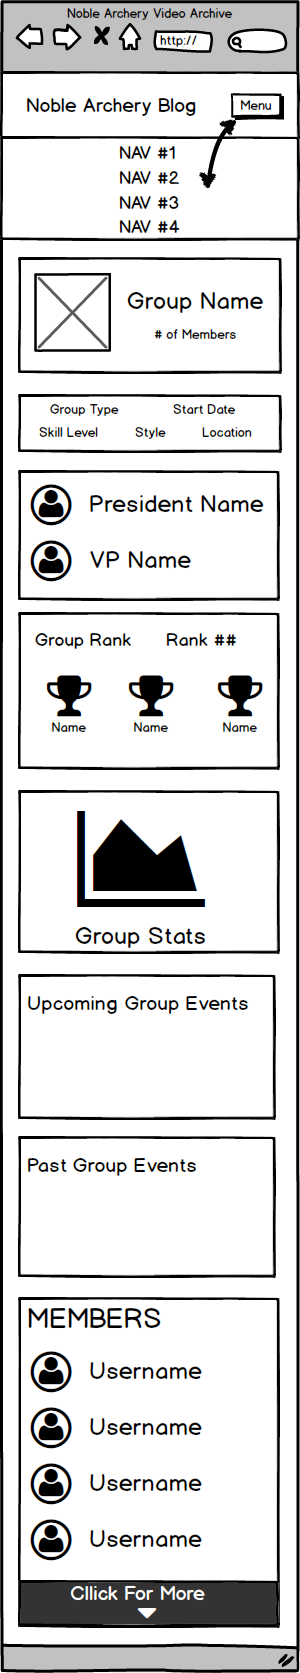 Noble Archery Video Archive
http://
Noble Archery Blog
Menu
NAV #1
NAV #2
NAV #3
NAV #4
Group Name
# of Members
Group Type Start Date
Skill Level Style Location
President Name
VP Name
Group Rank Rank ##
Name Name Name
Group Stats
Upcoming Group Events
Past Group Events
MEMBERS
Username
Username
Username
Username
Cllick For More